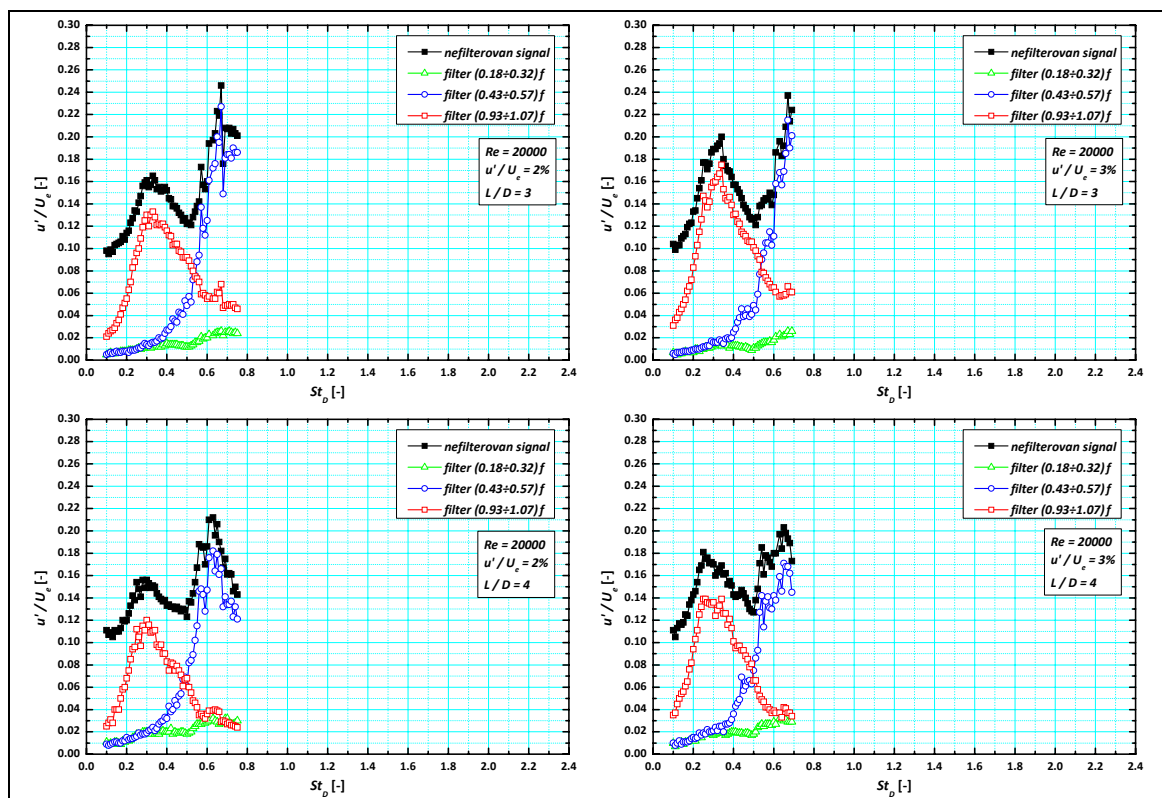 0.30
0.28
0.26
0.24
0.22
0.20
0.18
0.16
0.14
0.12
0.10
0.08
0.06
0.04
0.02
0.00
u' / U_e [-]
nefilterovan signal
filter (0.18÷0.32) f
filter (0.43÷0.57) f
filter (0.93÷1.07) f
Re = 20000
u' / U_e = 2%
L / D = 3
0.0 0.2 0.4 0.6 0.8 1.0 1.2 1.4 1.6 1.8 2.0 2.2 2.4
St_D [-]
0.30
0.28
0.26
0.24
0.22
0.20
0.18
0.16
0.14
0.12
0.10
0.08
0.06
0.04
0.02
0.00
u' / U_e [-]
nefilterovan signal
filter (0.18÷0.32) f
filter (0.43÷0.57) f
filter (0.93÷1.07) f
Re = 20000
u' / U_e = 3%
L / D = 3
0.0 0.2 0.4 0.6 0.8 1.0 1.2 1.4 1.6 1.8 2.0 2.2 2.4
St_D [-]
0.30
0.28
0.26
0.24
0.22
0.20
0.18
0.16
0.14
0.12
0.10
0.08
0.06
0.04
0.02
0.00
u' / U_e [-]
nefilterovan signal
filter (0.18÷0.32) f
filter (0.43÷0.57) f
filter (0.93÷1.07) f
Re = 20000
u' / U_e = 2%
L / D = 4
0.0 0.2 0.4 0.6 0.8 1.0 1.2 1.4 1.6 1.8 2.0 2.2 2.4
St_D [-]
0.30
0.28
0.26
0.24
0.22
0.20
0.18
0.16
0.14
0.12
0.10
0.08
0.06
0.04
0.02
0.00
u' / U_e [-]
nefilterovan signal
filter (0.18÷0.32) f
filter (0.43÷0.57) f
filter (0.93÷1.07) f
Re = 20000
u' / U_e = 3%
L / D = 4
0.0 0.2 0.4 0.6 0.8 1.0 1.2 1.4 1.6 1.8 2.0 2.2 2.4
St_D [-]